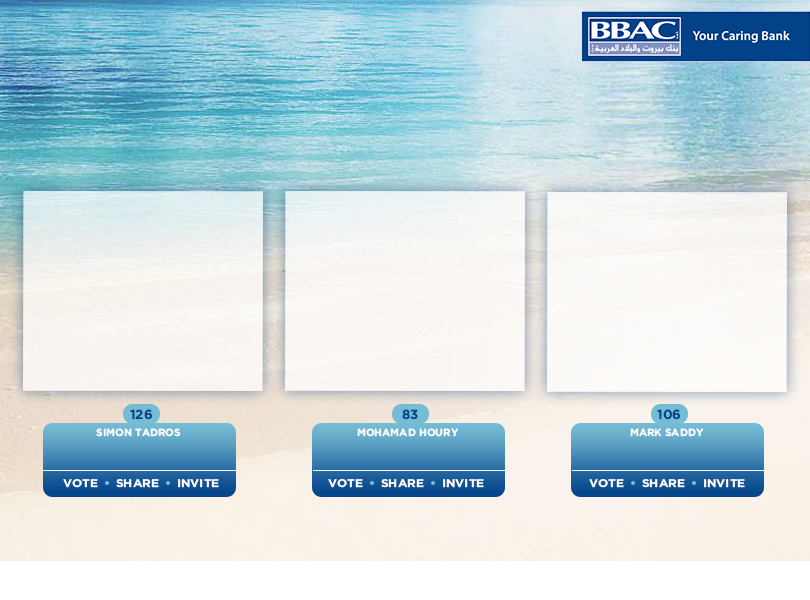 BBAC
بنك بيروت والبلاد العربية
Your Caring Bank
126
83
106
SIMON TADROS
MOHAMAD HOURY
MARK SADDY
VOTE • SHARE • INVITE
VOTE • SHARE • INVITE
VOTE • SHARE • INVITE